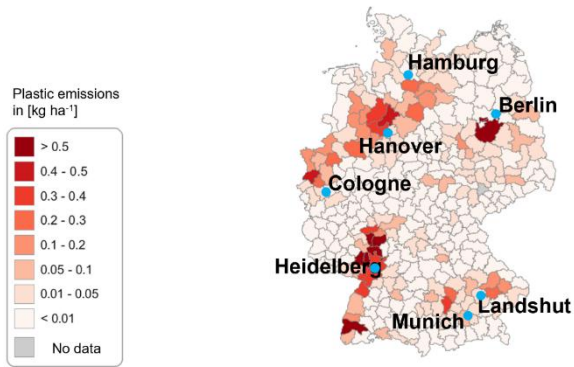 Plastic emissions
in [kg ha⁻¹]
> 0.5
0.4 - 0.5
0.3 - 0.4
0.2 - 0.3
0.1 - 0.2
0.05 - 0.1
0.01 - 0.05
< 0.01
No data
Hamburg
Berlin
Hanover
Cologne
Heidelberg
Landshut
Munich